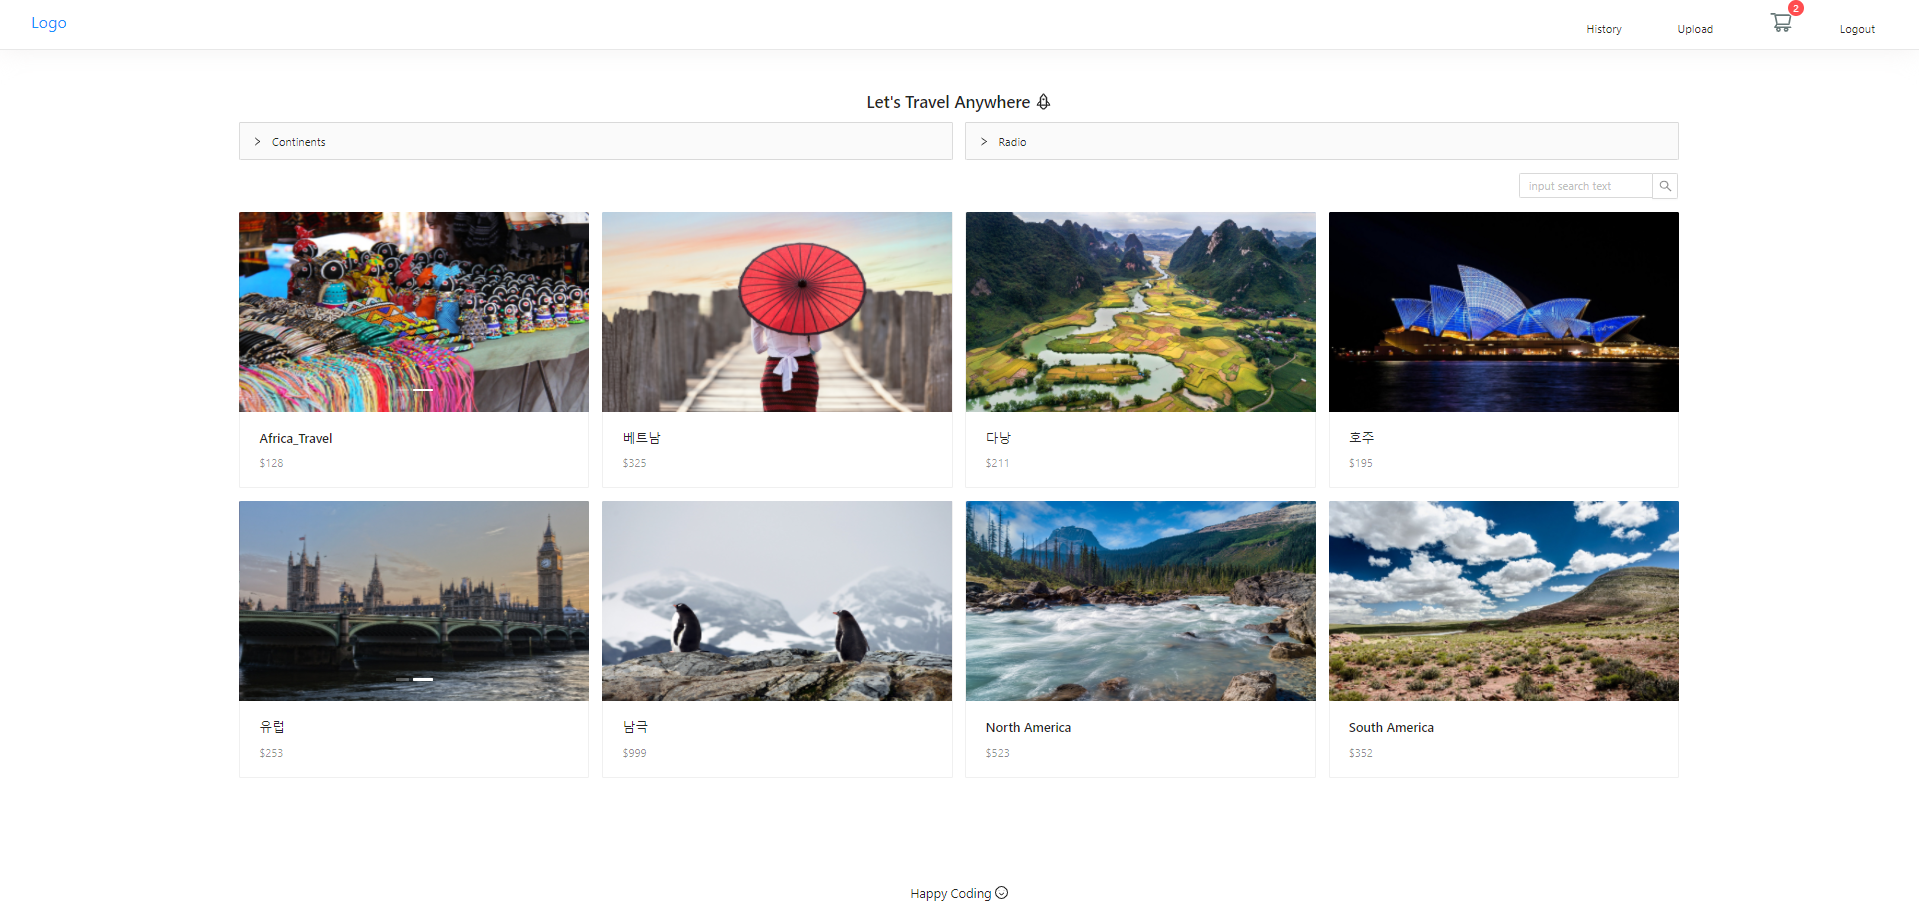 Logo
History
Upload
2
Logout
Let's Travel Anywhere
Continents
Radio
input search text
Africa_Travel
$128
베트남
$325
다낭
$211
호주
$195
유럽
$253
남극
$999
North America
$523
South America
$352
Happy Coding